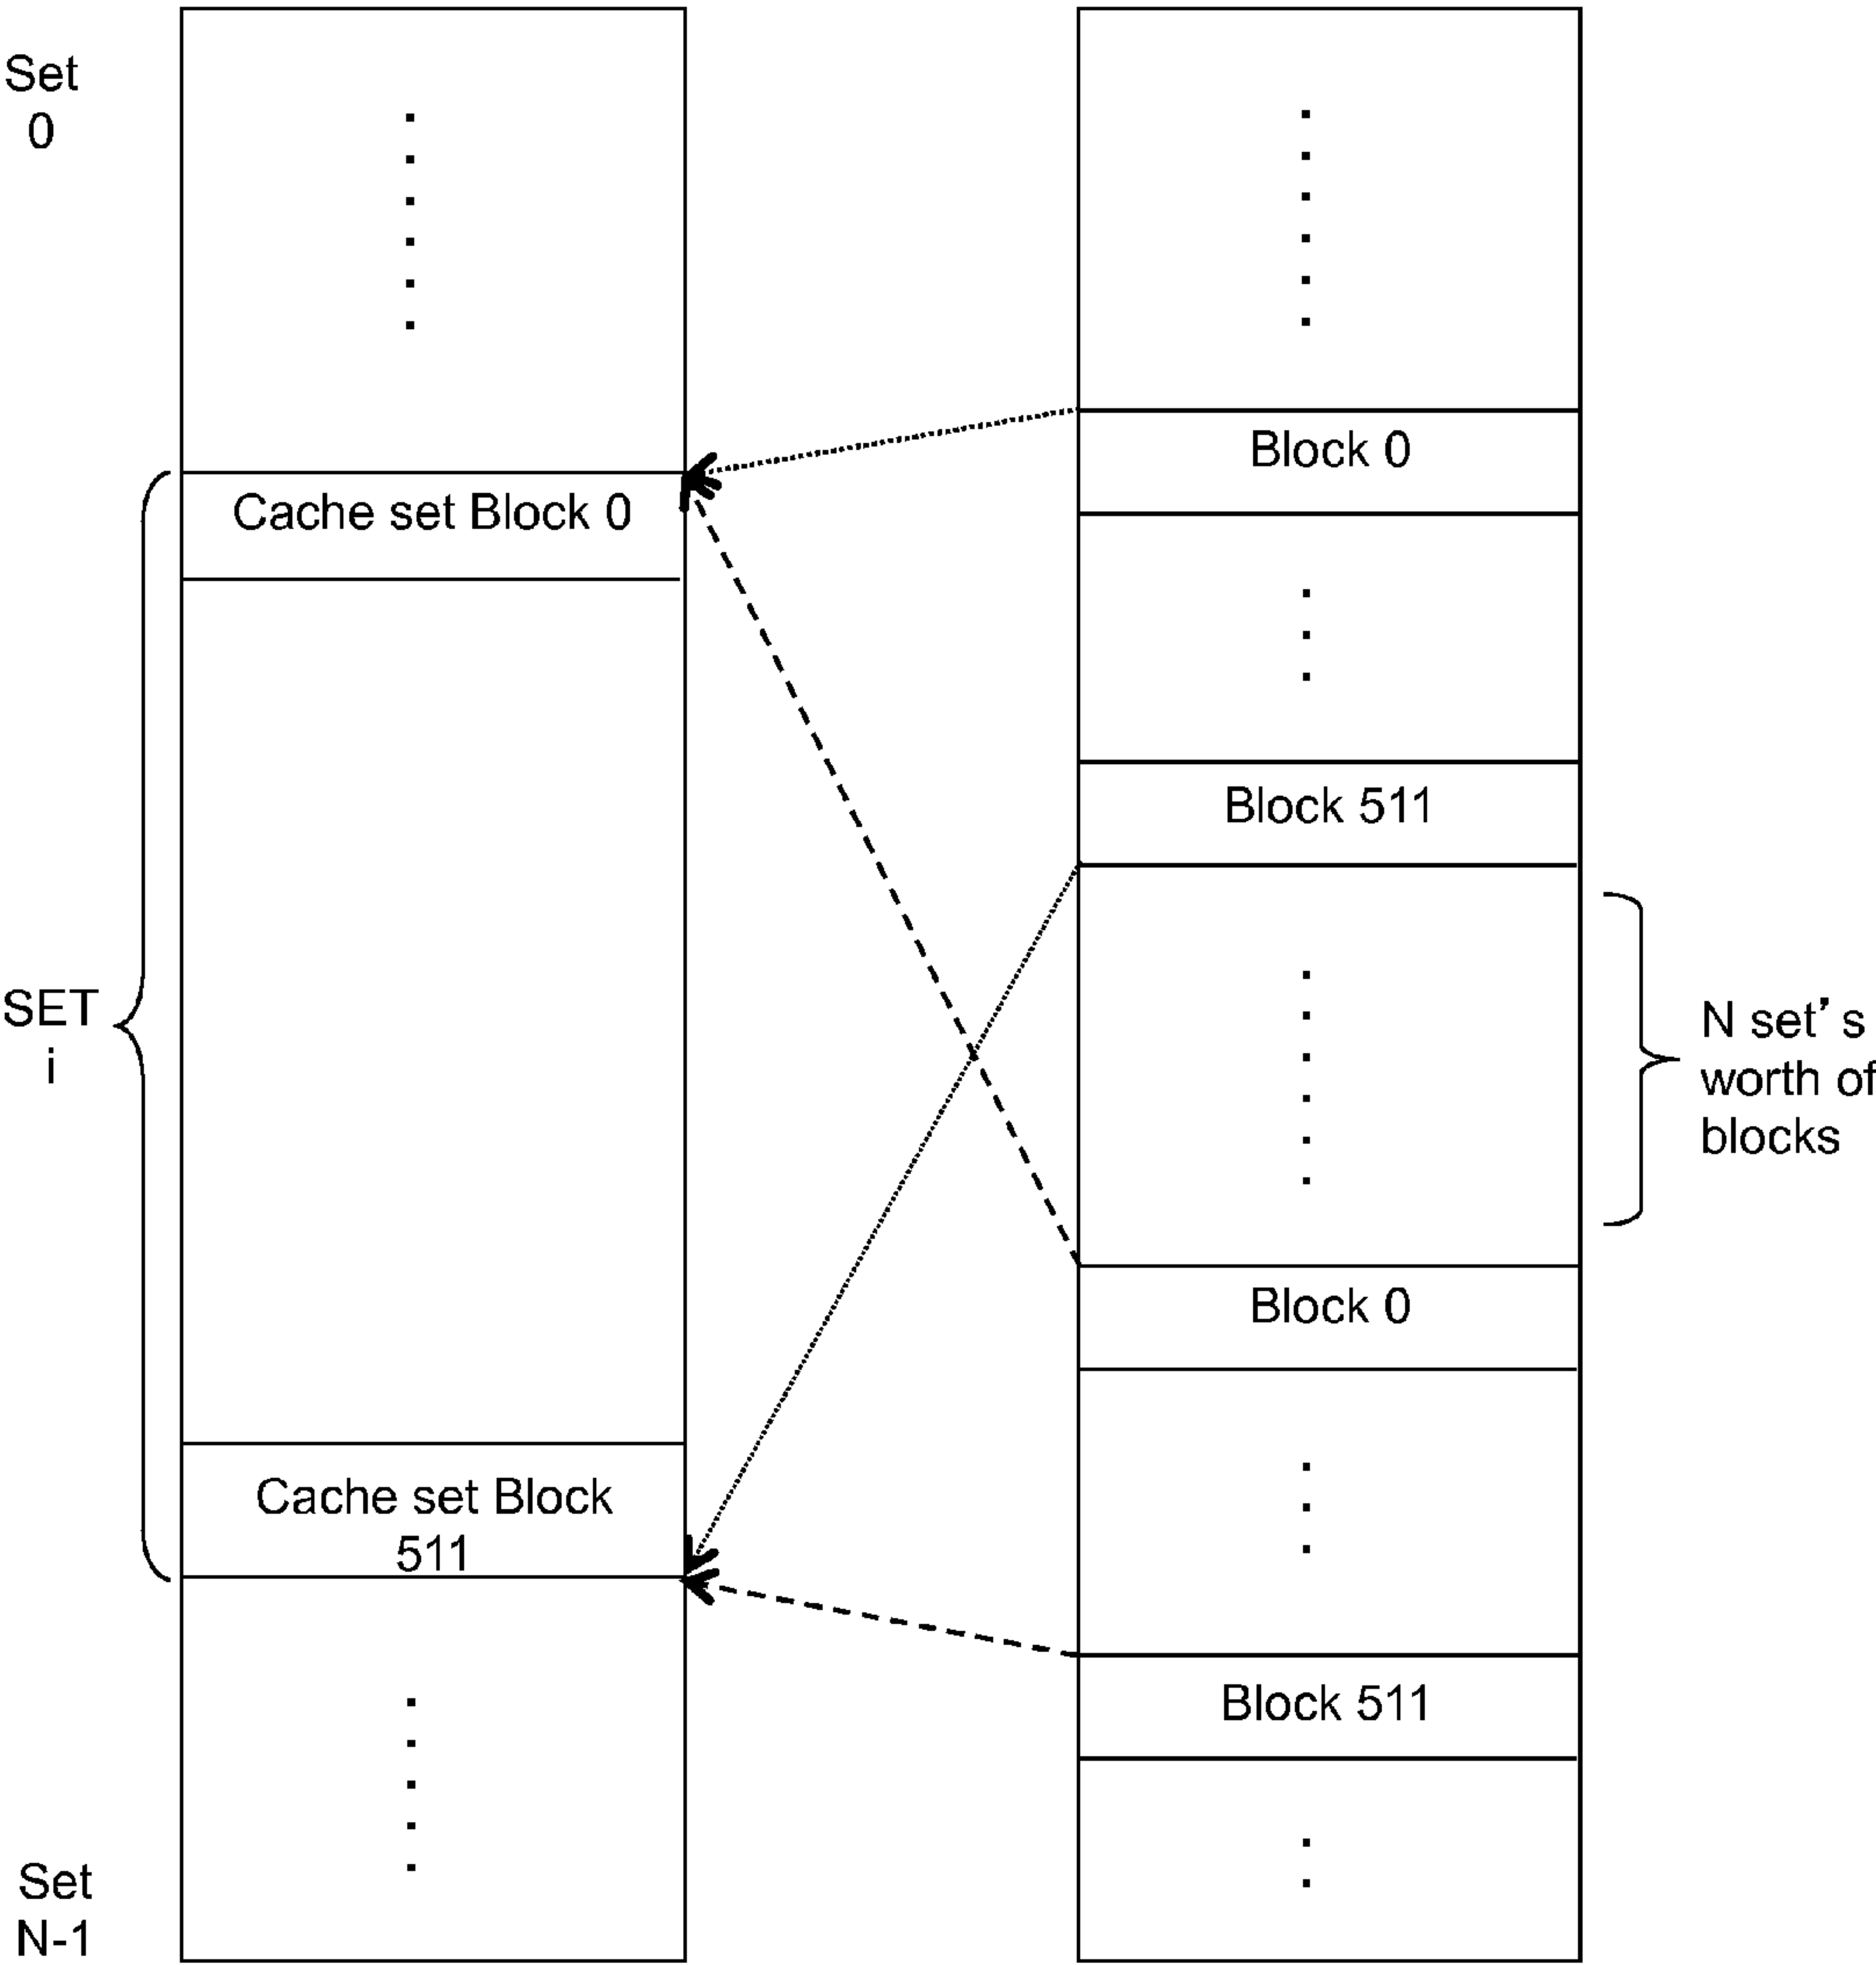 Set
0
Block 0
Cache set Block 0
Block 511
SET
i
N set's
worth of
blocks
Block 0
Cache set Block
511
Block 511
Set
N-1